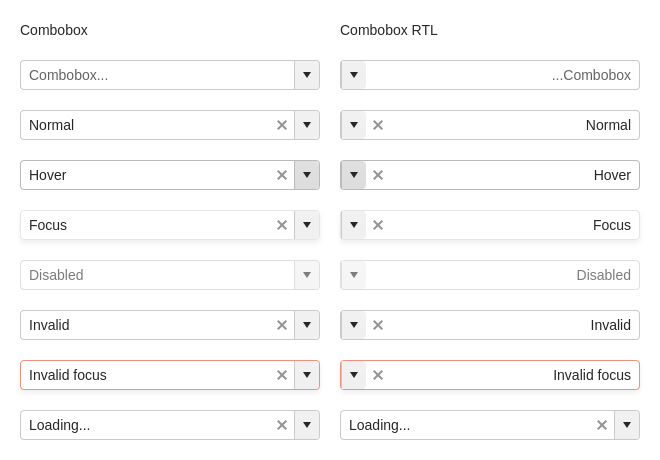 Combobox
Combobox RTL
Combobox...
...Combobox
Normal
Normal
Hover
Hover
Focus
Focus
Disabled
Disabled
Invalid
Invalid
Invalid focus
Invalid focus
Loading...
Loading...